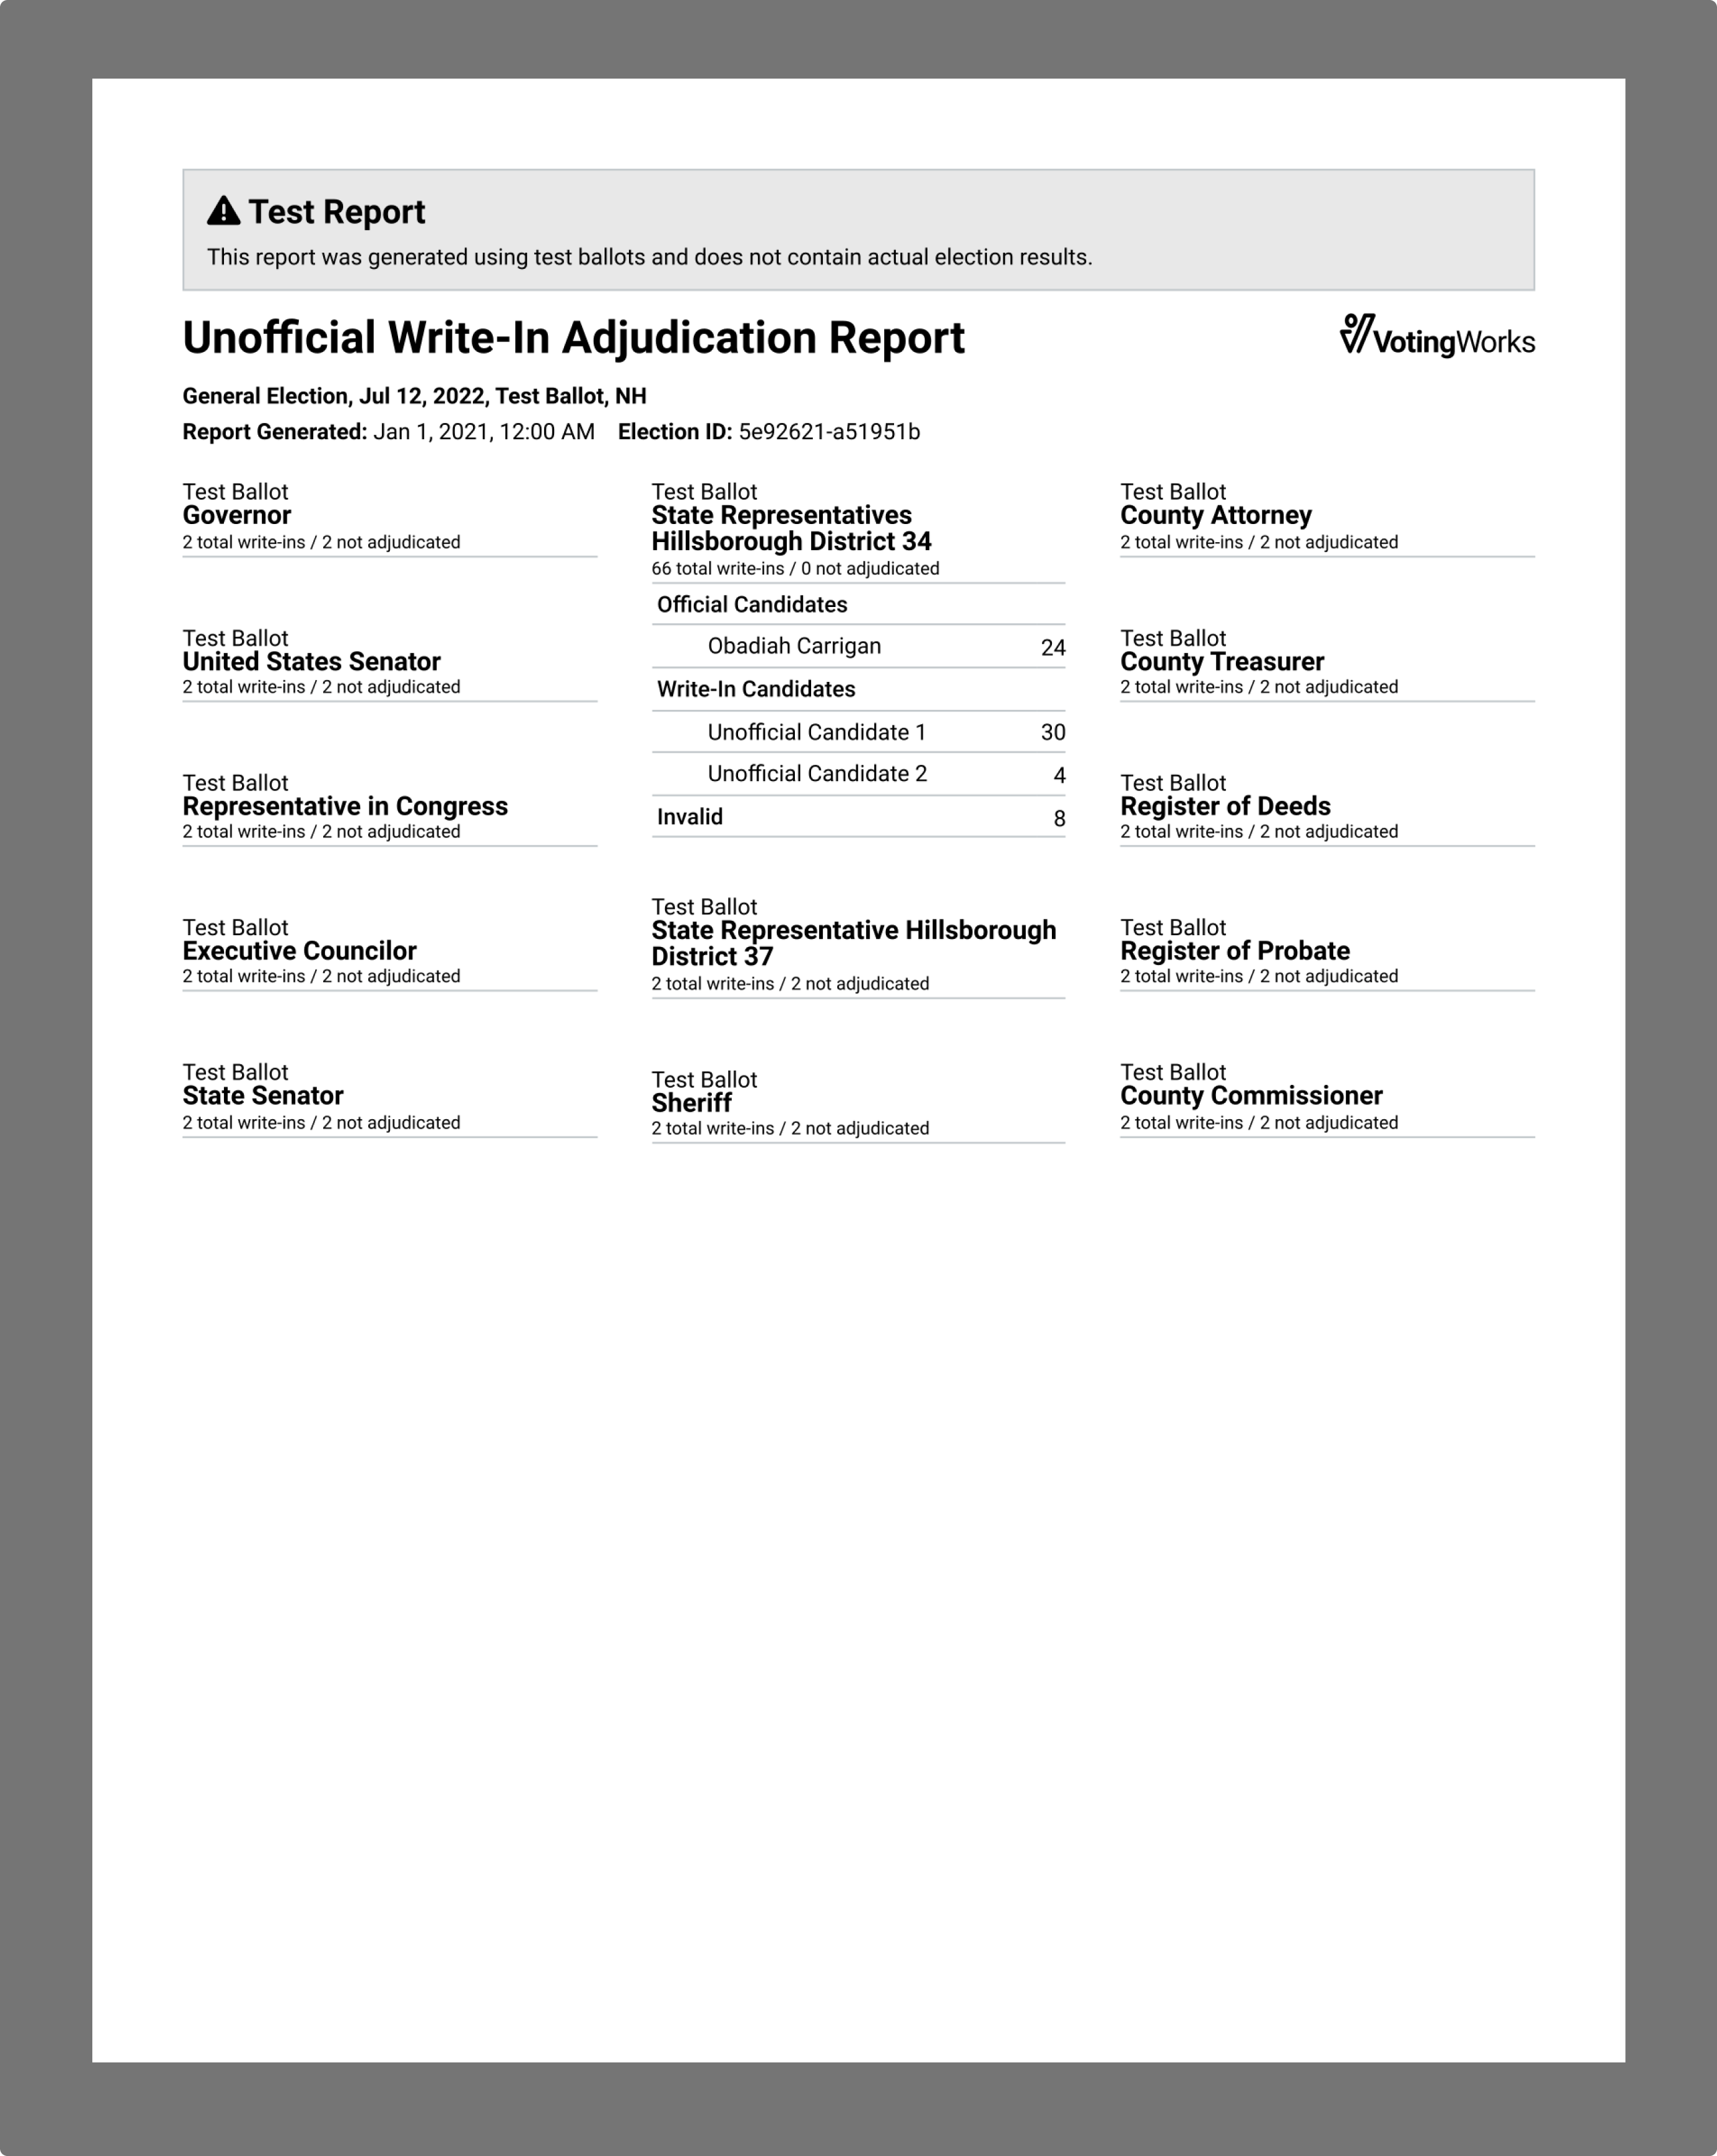 Test Report
This report was generated using test ballots and does not contain actual election results.
Unofficial Write-In Adjudication Report
VotingWorks
General Election, Jul 12, 2022, Test Ballot, NH
Report Generated: Jan 1, 2021, 12:00 AM Election ID: 5e92621-a51951b
Test Ballot
Governor
2 total write-ins / 2 not adjudicated
Test Ballot
United States Senator
2 total write-ins / 2 not adjudicated
Test Ballot
Representative in Congress
2 total write-ins / 2 not adjudicated
Test Ballot
Executive Councilor
2 total write-ins / 2 not adjudicated
Test Ballot
State Senator
2 total write-ins / 2 not adjudicated
Test Ballot
State Representatives
Hillsborough District 34
66 total write-ins / 0 not adjudicated
Official Candidates
Obadiah Carrigan 24
Write-In Candidates
Unofficial Candidate 1 30
Unofficial Candidate 2 4
Invalid 8
Test Ballot
State Representative Hillsborough
District 37
2 total write-ins / 2 not adjudicated
Test Ballot
Sheriff
2 total write-ins / 2 not adjudicated
Test Ballot
County Attorney
2 total write-ins / 2 not adjudicated
Test Ballot
County Treasurer
2 total write-ins / 2 not adjudicated
Test Ballot
Register of Deeds
2 total write-ins / 2 not adjudicated
Test Ballot
Register of Probate
2 total write-ins / 2 not adjudicated
Test Ballot
County Commissioner
2 total write-ins / 2 not adjudicated